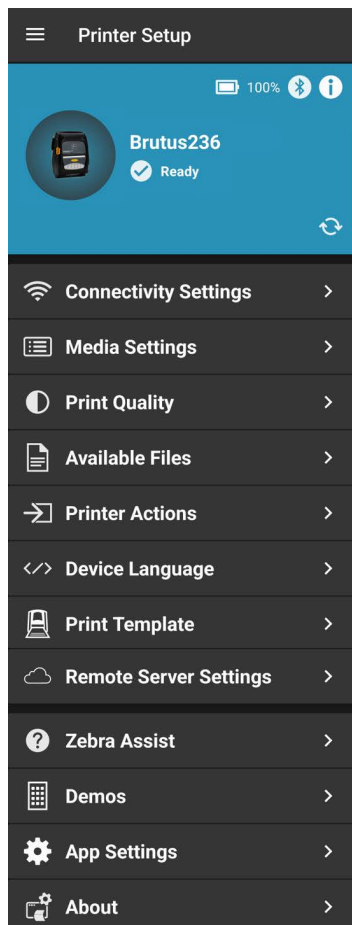 Printer Setup
100%
Brutus236
Ready
Connectivity Settings
Media Settings
Print Quality
Available Files
Printer Actions
Device Language
Print Template
Remote Server Settings
Zebra Assist
Demos
App Settings
About